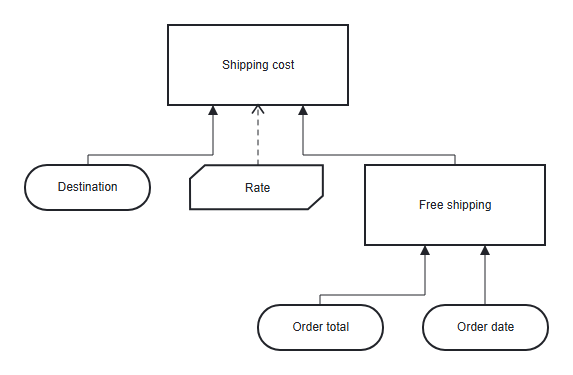 Shipping cost
Destination
Rate
Free shipping
Order total
Order date